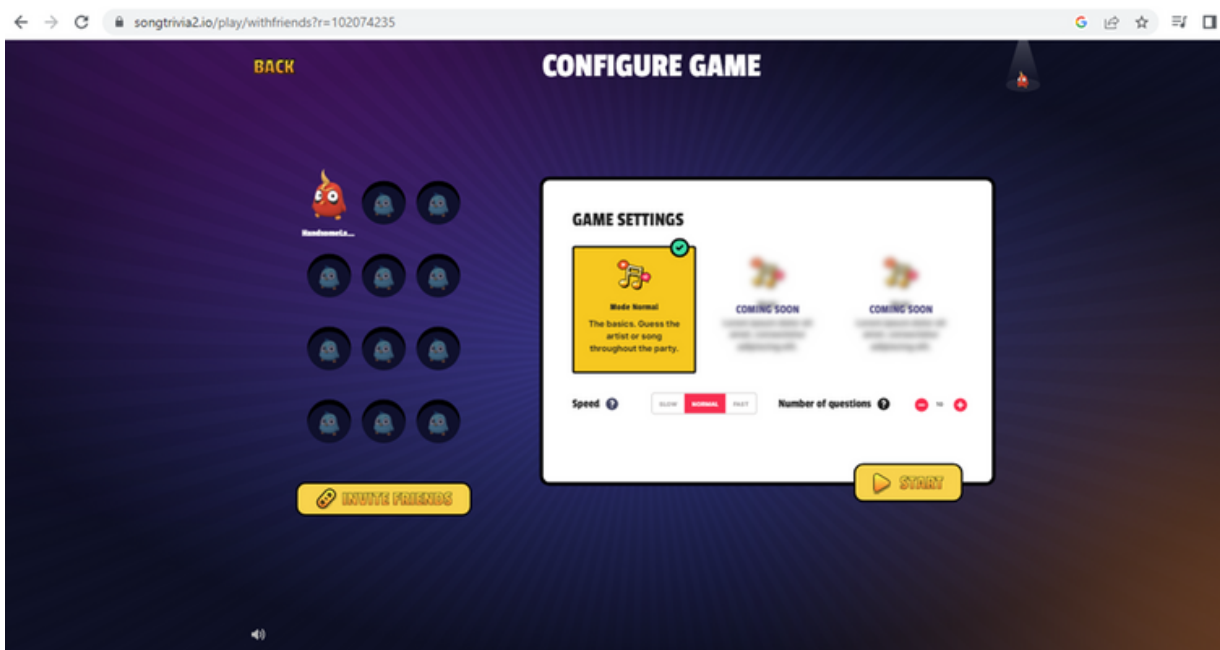 songtrivia2.io/play/withfriends?r=102074235
BACK
CONFIGURE GAME
HandsomeLa...
GAME SETTINGS
Mode Normal
The basics. Guess the
artist or song
throughout the party.
COMING SOON
COMING SOON
Speed ?
SLOW NORMAL FAST
Number of questions ?
10
INVITE FRIENDS
START